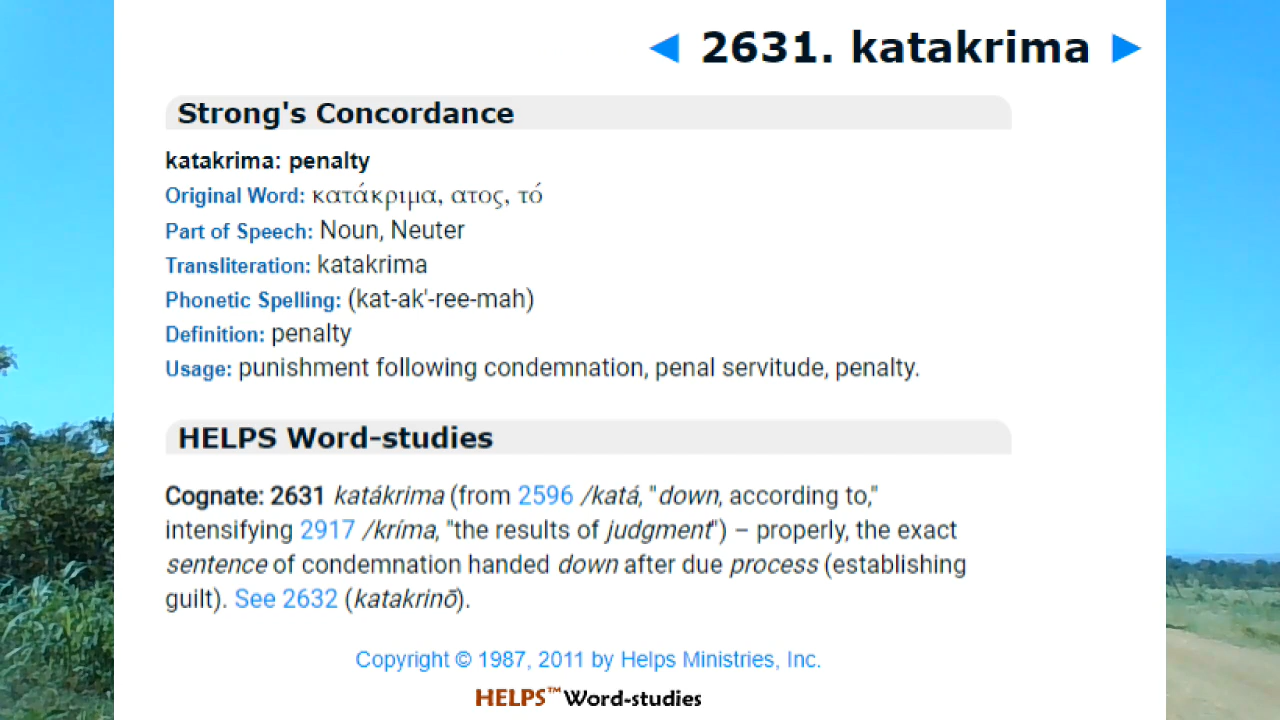 ◄ 2631. katakrima ►
Strong's Concordance
katakrima: penalty
Original Word: κατάκριμα, ατος, τό
Part of Speech: Noun, Neuter
Transliteration: katakrima
Phonetic Spelling: (kat-ak'-ree-mah)
Definition: penalty
Usage: punishment following condemnation, penal servitude, penalty.
HELPS Word-studies
Cognate: 2631 katákrima (from 2596 /katá, "down, according to,"
intensifying 2917 /kríma, "the results of judgment") – properly, the exact
sentence of condemnation handed down after due process (establishing
guilt). See 2632 (katakrinō).
Copyright © 1987, 2011 by Helps Ministries, Inc.
HELPS™ Word-studies